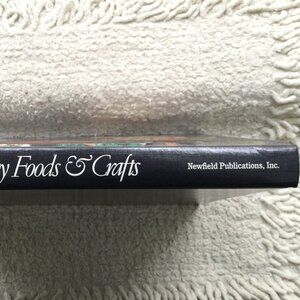 y Foods & Crafts
Newfield Publications, Inc.